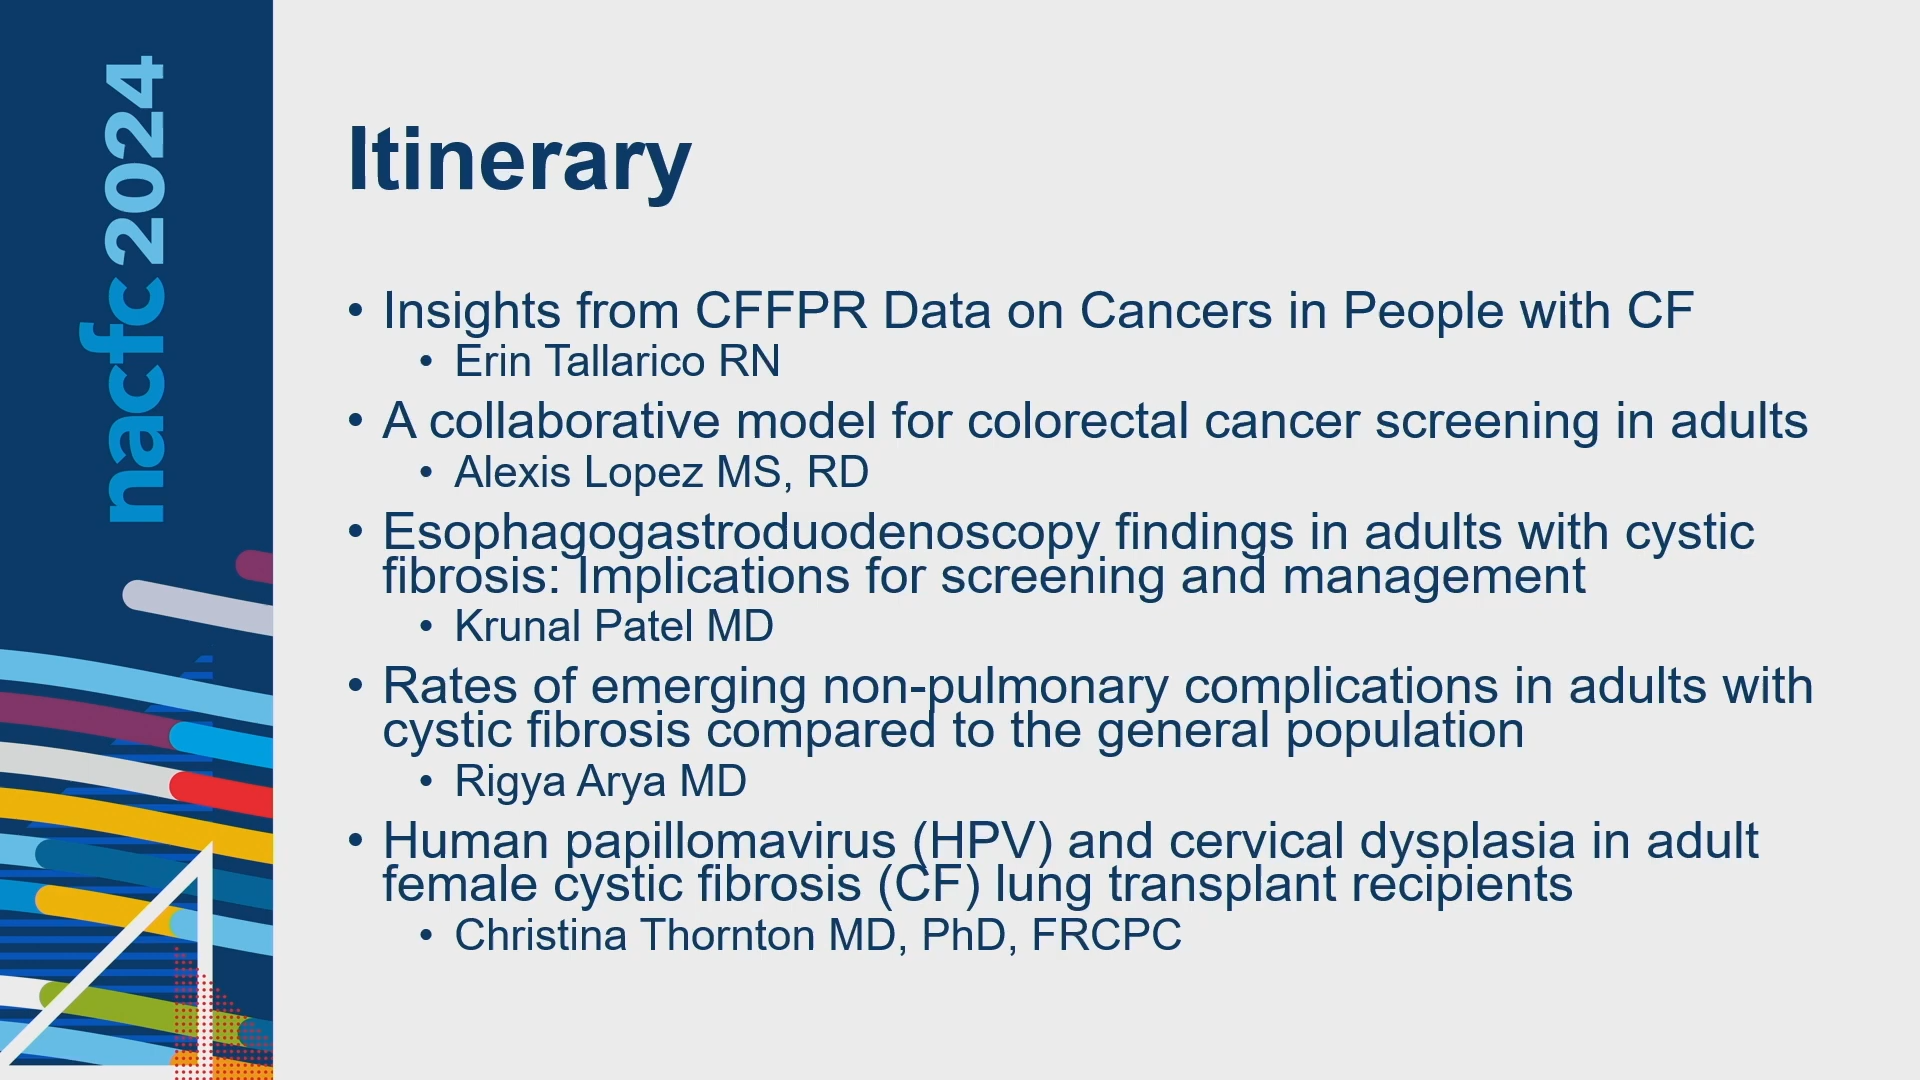 nacfc 2024
Itinerary
• Insights from CFFPR Data on Cancers in People with CF
• Erin Tallarico RN
• A collaborative model for colorectal cancer screening in adults
• Alexis Lopez MS, RD
• Esophagogastroduodenoscopy findings in adults with cystic
fibrosis: Implications for screening and management
• Krunal Patel MD
• Rates of emerging non-pulmonary complications in adults with
cystic fibrosis compared to the general population
• Rigya Arya MD
• Human papillomavirus (HPV) and cervical dysplasia in adult
female cystic fibrosis (CF) lung transplant recipients
• Christina Thornton MD, PhD, FRCPC